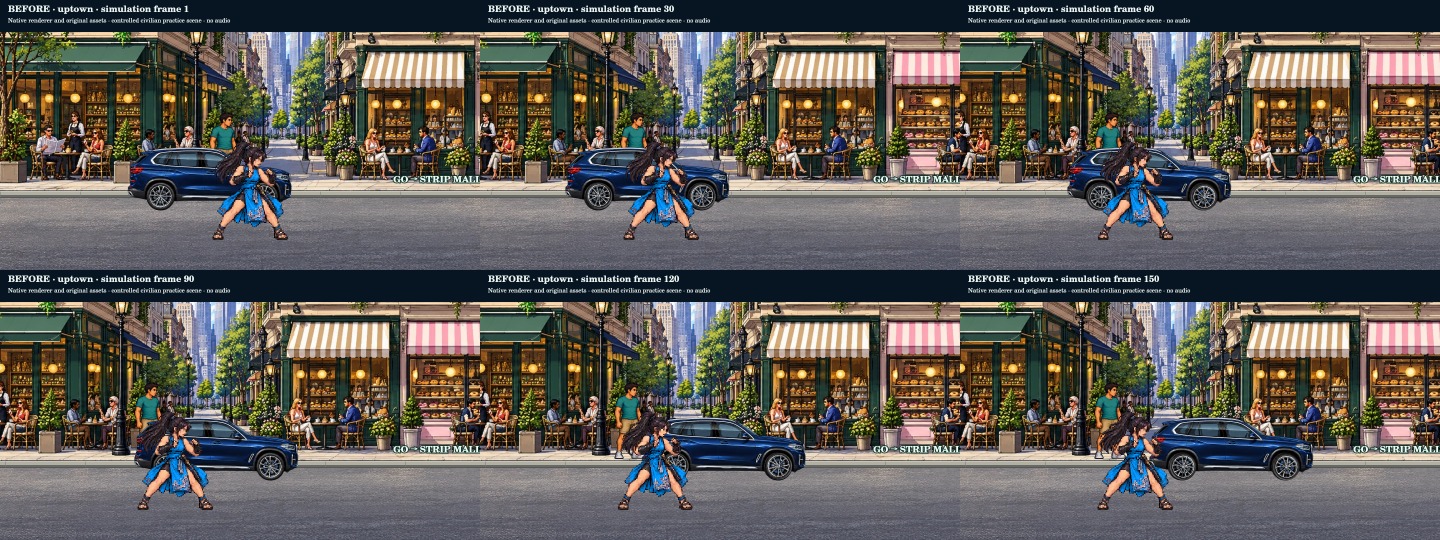 BEFORE · uptown · simulation frame 1
Native renderer and original assets · controlled civilian practice scene · no audio
GO → STRIP MALL
BEFORE · uptown · simulation frame 30
Native renderer and original assets · controlled civilian practice scene · no audio
GO → STRIP MALL
BEFORE · uptown · simulation frame 60
Native renderer and original assets · controlled civilian practice scene · no audio
GO → STRIP MALL
BEFORE · uptown · simulation frame 90
Native renderer and original assets · controlled civilian practice scene · no audio
GO → STRIP MALL
BEFORE · uptown · simulation frame 120
Native renderer and original assets · controlled civilian practice scene · no audio
GO → STRIP MALL
BEFORE · uptown · simulation frame 150
Native renderer and original assets · controlled civilian practice scene · no audio
GO → STRIP MALL